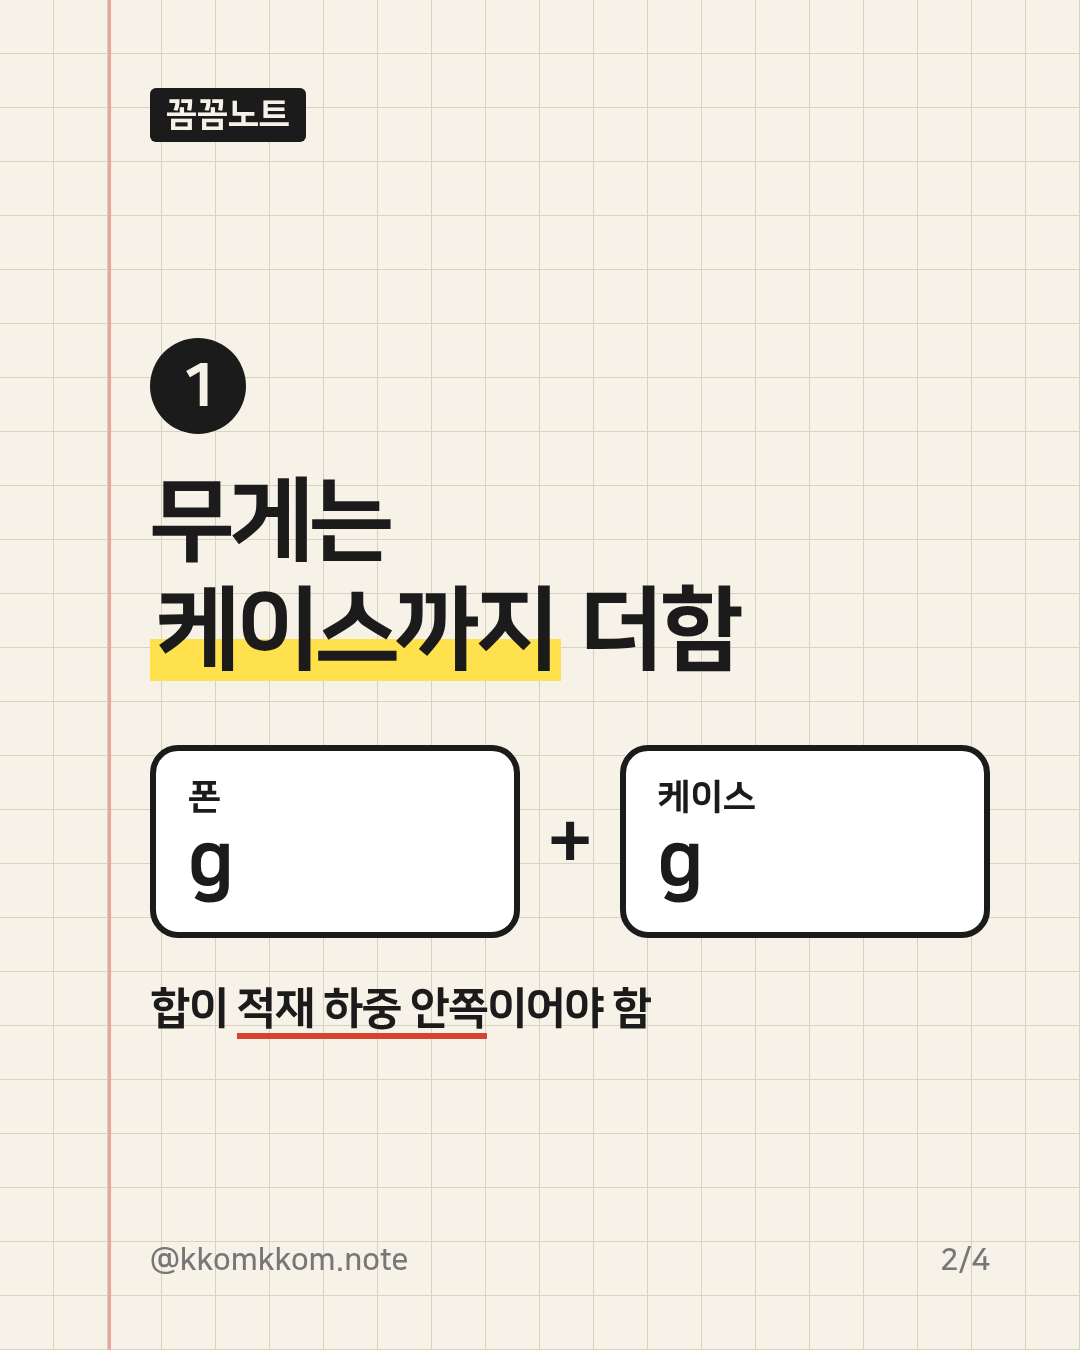 꼼꼼노트
1
무게는
케이스까지 더함
폰
g
+
케이스
g
합이 적재 하중 안쪽이어야 함
@kkomkkom.note
2/4